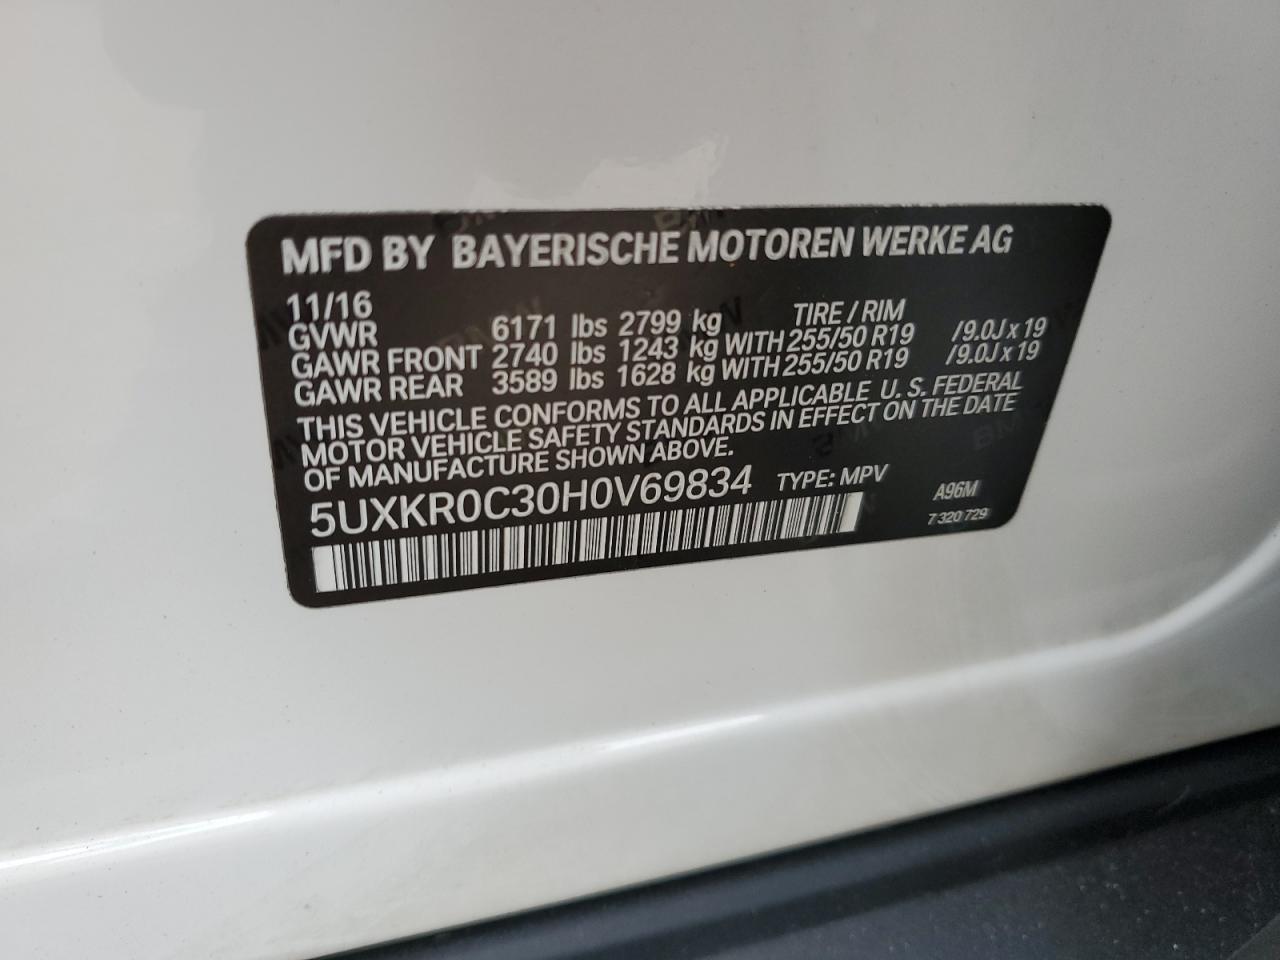 MFD BY BAYERISCHE MOTOREN WERKE AG
11/16 TIRE / RIM
GVWR 6171 lbs 2799 kg
GAWR FRONT 2740 lbs 1243 kg WITH 255/50 R19 /9.0J x 19
GAWR REAR 3589 lbs 1628 kg WITH 255/50 R19 /9.0J x 19
THIS VEHICLE CONFORMS TO ALL APPLICABLE U. S. FEDERAL
MOTOR VEHICLE SAFETY STANDARDS IN EFFECT ON THE DATE
OF MANUFACTURE SHOWN ABOVE.
5UXKR0C30H0V69834 TYPE: MPV
A96M
7 320 729